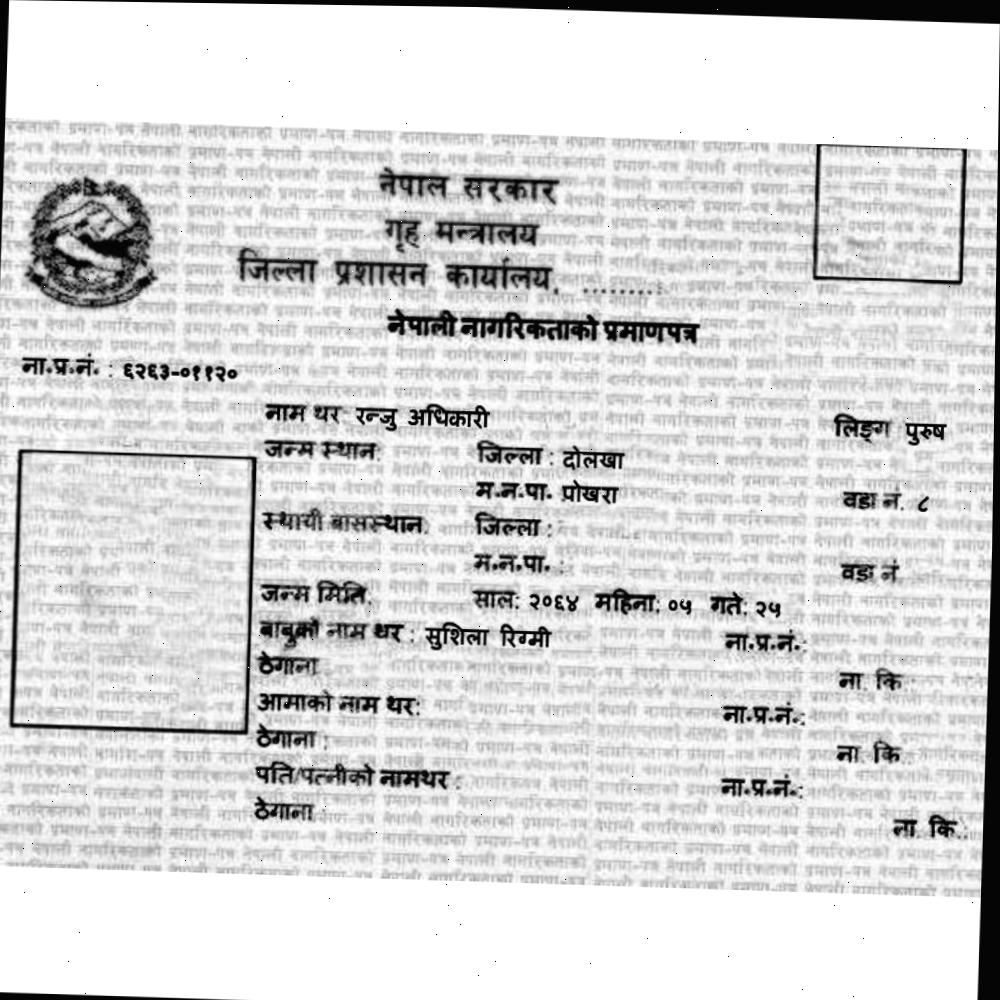 नेपाल सरकार
गृह मन्त्रालय
जिल्ला प्रशासन कार्यालय, .........
नेपाली नागरिकताको प्रमाणपत्र
ना.प्र.नं. : ६२६३-०११२०
नाम थर: रन्जु अधिकारी लिङ्ग पुरुष
जन्म स्थान: जिल्ला : दोलखा
म.न.पा. पोखरा वडा नं. ८
स्थायी बासस्थान: जिल्ला :
म.न.पा. : वडा नं.
जन्म मिति: साल: २०६४ महिना: ०५ गते: २५
बाबुको नाम थर : सुशिला रिग्मी ना.प्र.नं.:
ठेगाना ना. कि.:
आमाको नाम थर: ना.प्र.नं.:
ठेगाना : ना. कि.
पति/पत्नीको नामथर : ना.प्र.नं.:
ठेगाना ना. कि.: